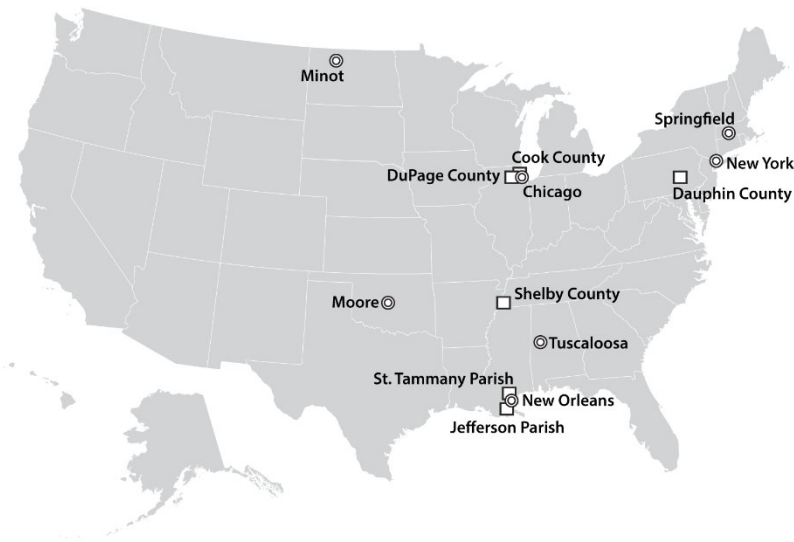 Minot
Springfield
Cook County
New York
DuPage County
Chicago
Dauphin County
Shelby County
Moore
Tuscaloosa
St. Tammany Parish
New Orleans
Jefferson Parish